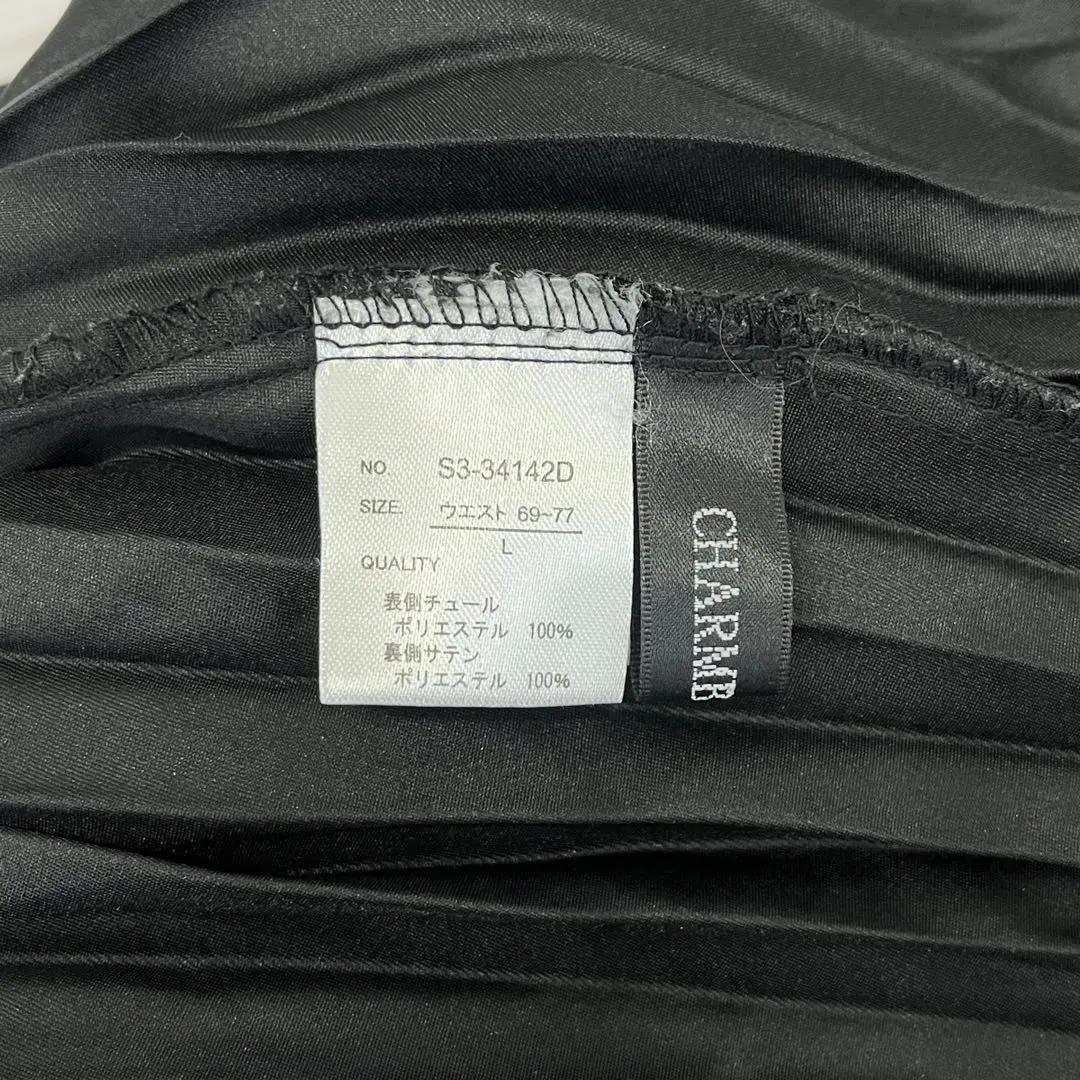 NO. S3-34142D
SIZE. ウエスト 69~77
L
QUALITY
表側チュール
ポリエステル 100%
裏側サテン
ポリエステル 100%
CHARMB